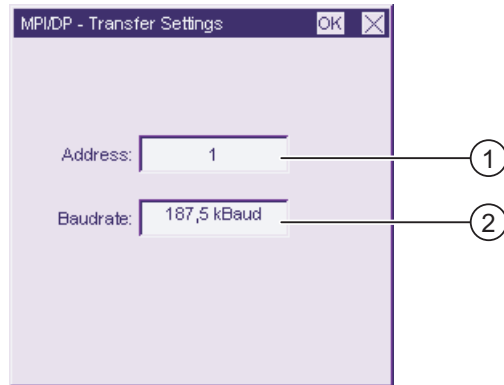 MPI/DP - Transfer Settings OK
Address: 1 1
Baudrate: 187,5 kBaud 2